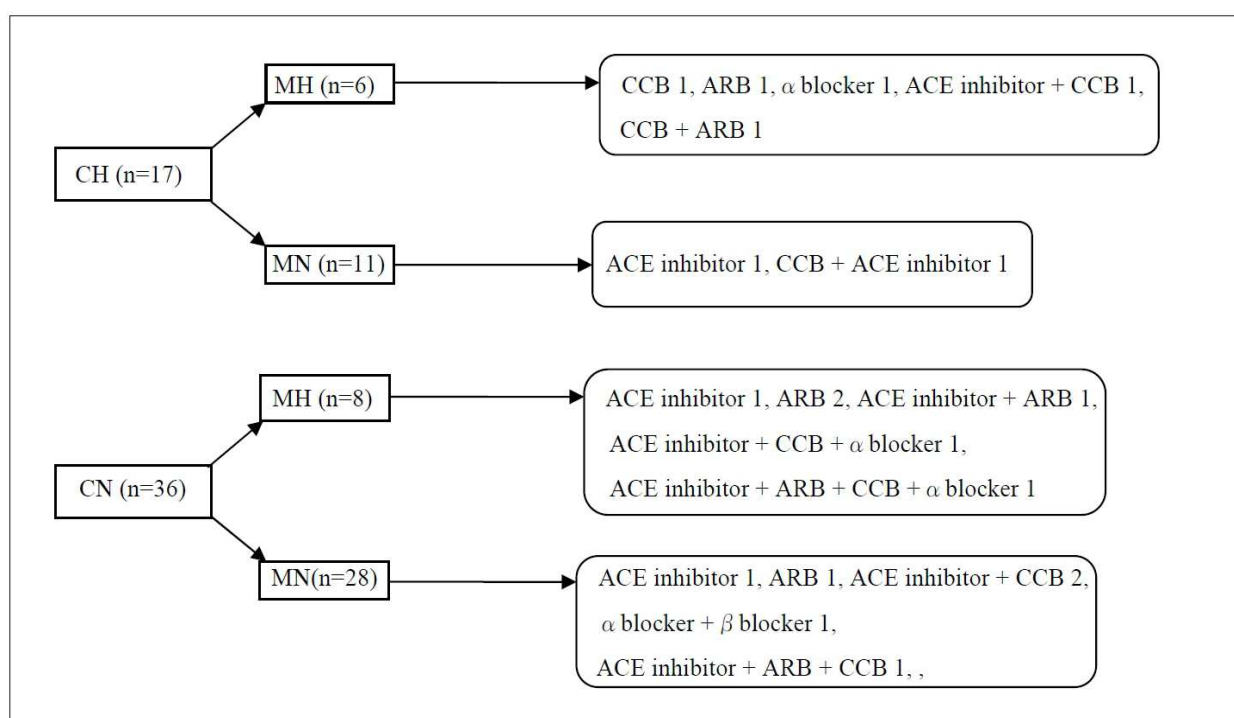 CH (n=17)
MH (n=6)
CCB 1, ARB 1, α blocker 1, ACE inhibitor + CCB 1,
CCB + ARB 1
MN (n=11)
ACE inhibitor 1, CCB + ACE inhibitor 1
CN (n=36)
MH (n=8)
ACE inhibitor 1, ARB 2, ACE inhibitor + ARB 1,
ACE inhibitor + CCB + α blocker 1,
ACE inhibitor + ARB + CCB + α blocker 1
MN(n=28)
ACE inhibitor 1, ARB 1, ACE inhibitor + CCB 2,
α blocker + β blocker 1,
ACE inhibitor + ARB + CCB 1, ,